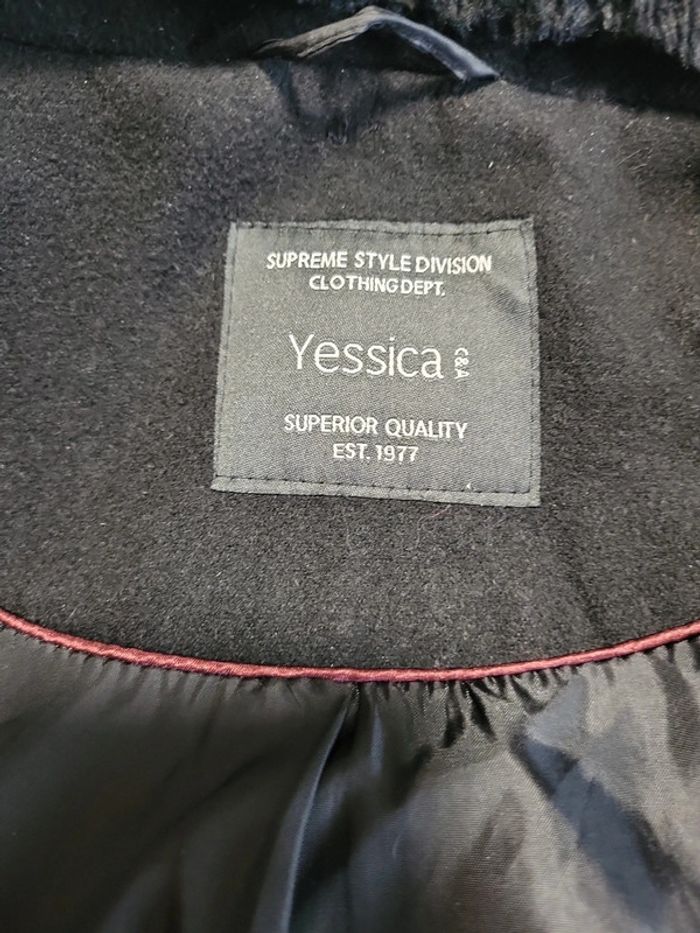 SUPREME STYLE DIVISION
CLOTHING DEPT.
Yessica C&A
SUPERIOR QUALITY
EST. 1977